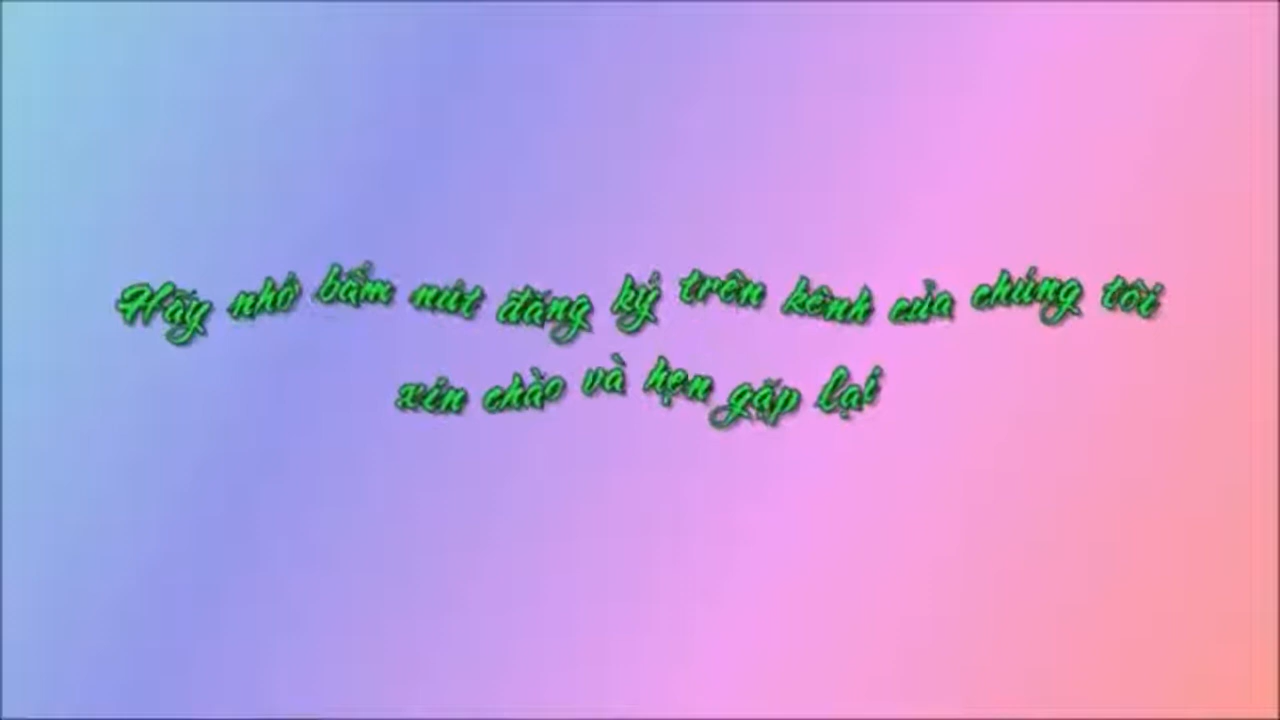 Hãy nhớ bấm nút đăng ký trên kênh của chúng tôi
xin chào và hẹn gặp lại